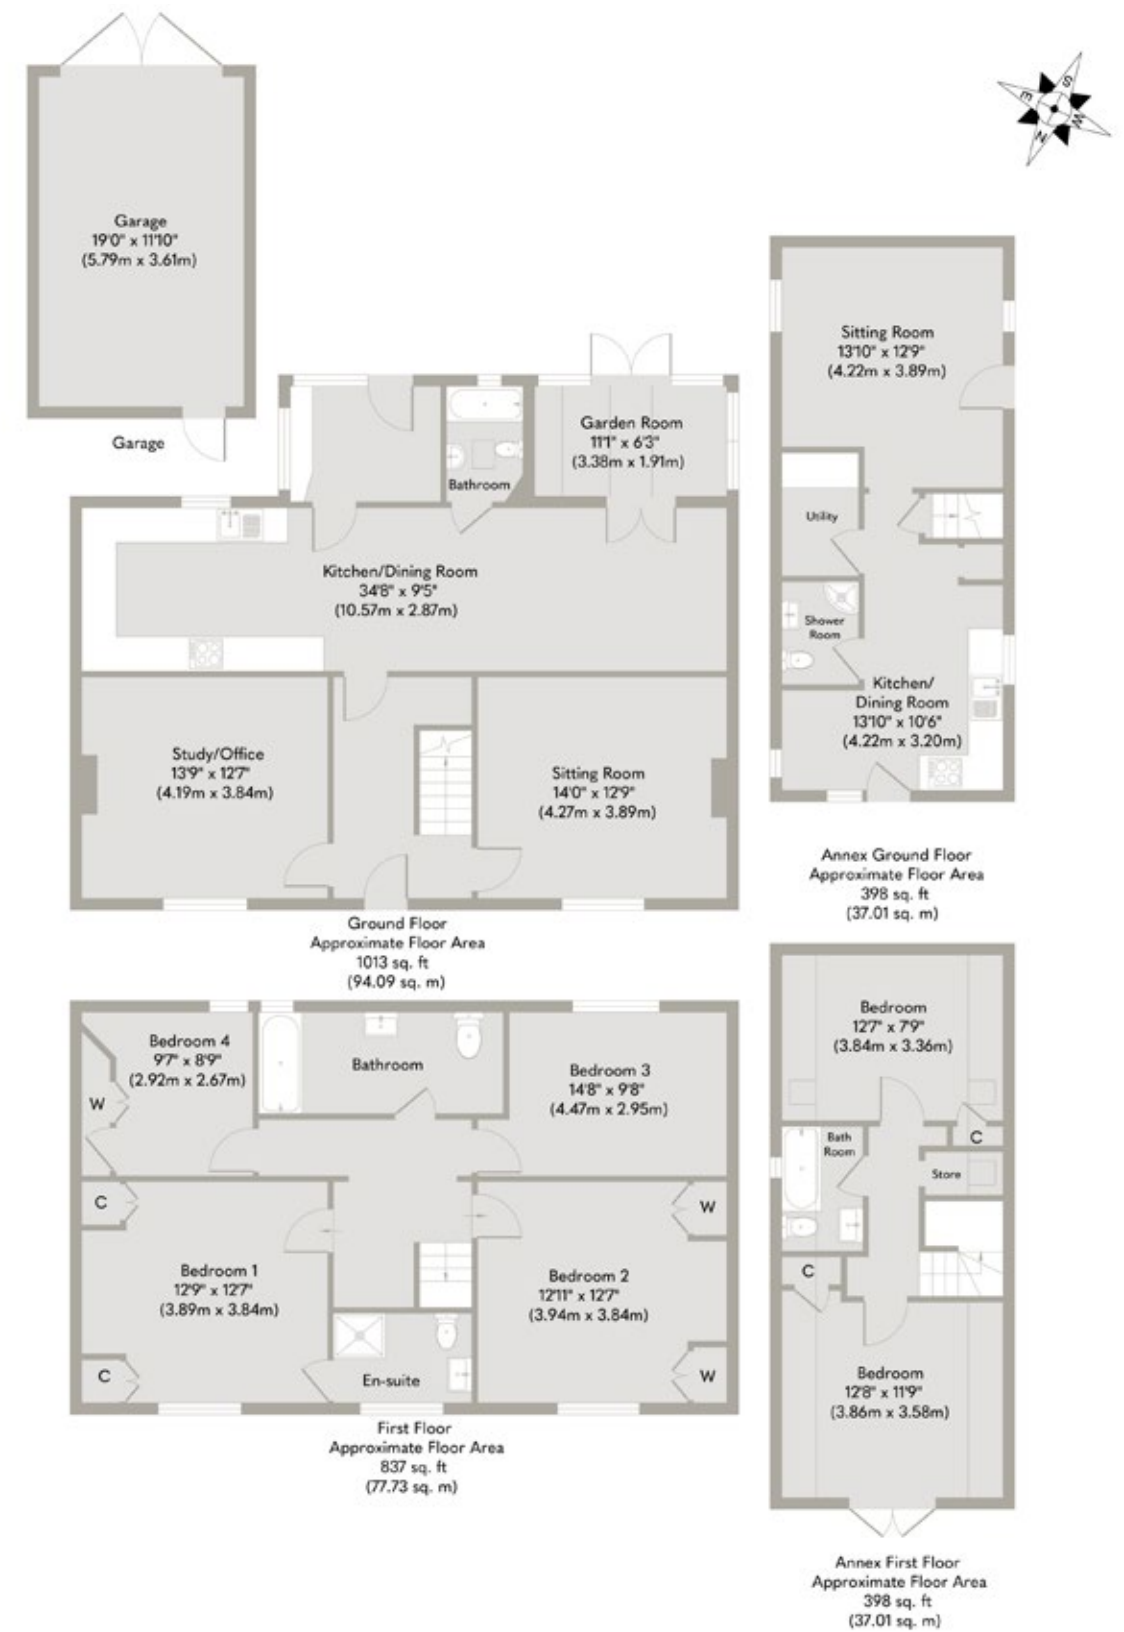 S
E
W
N
Garage
19'0" x 11'10"
(5.79m x 3.61m)
Garage
Sitting Room
13'10" x 12'9"
(4.22m x 3.89m)
Garden Room
11'1" x 6'3"
(3.38m x 1.91m)
Bathroom
Utility
Kitchen/Dining Room
34'8" x 9'5"
(10.57m x 2.87m)
Shower
Room
Kitchen/
Dining Room
13'10" x 10'6"
(4.22m x 3.20m)
Study/Office
13'9" x 12'7"
(4.19m x 3.84m)
Sitting Room
14'0" x 12'9"
(4.27m x 3.89m)
Annex Ground Floor
Approximate Floor Area
398 sq. ft
(37.01 sq. m)
Ground Floor
Approximate Floor Area
1013 sq. ft
(94.09 sq. m)
Bedroom 4
9'7" x 8'9"
(2.92m x 2.67m)
W
Bathroom
Bedroom 3
14'8" x 9'8"
(4.47m x 2.95m)
C
W
Bedroom 1
12'9" x 12'7"
(3.89m x 3.84m)
Bedroom 2
12'11" x 12'7"
(3.94m x 3.84m)
C
En-suite
W
First Floor
Approximate Floor Area
837 sq. ft
(77.73 sq. m)
Bedroom
12'7" x 7'9"
(3.84m x 3.36m)
C
Bath
Room
Store
C
Bedroom
12'8" x 11'9"
(3.86m x 3.58m)
Annex First Floor
Approximate Floor Area
398 sq. ft
(37.01 sq. m)